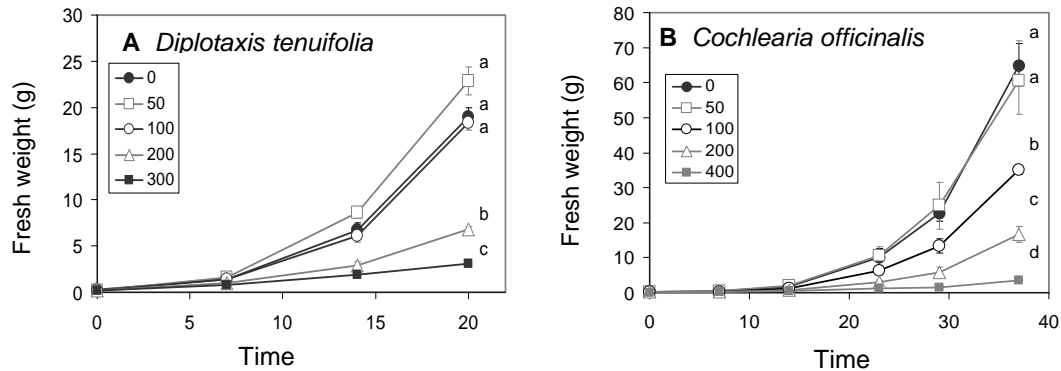 A Diplotaxis tenuifolia
Fresh weight (g)
30
25
20
15
10
5
0
0
50
100
200
300
a
a
a
b
c
0 5 10 15 20
Time
B Cochlearia officinalis
Fresh weight (g)
80
70
60
50
40
30
20
10
0
0
50
100
200
400
a
a
b
c
d
0 10 20 30 40
Time